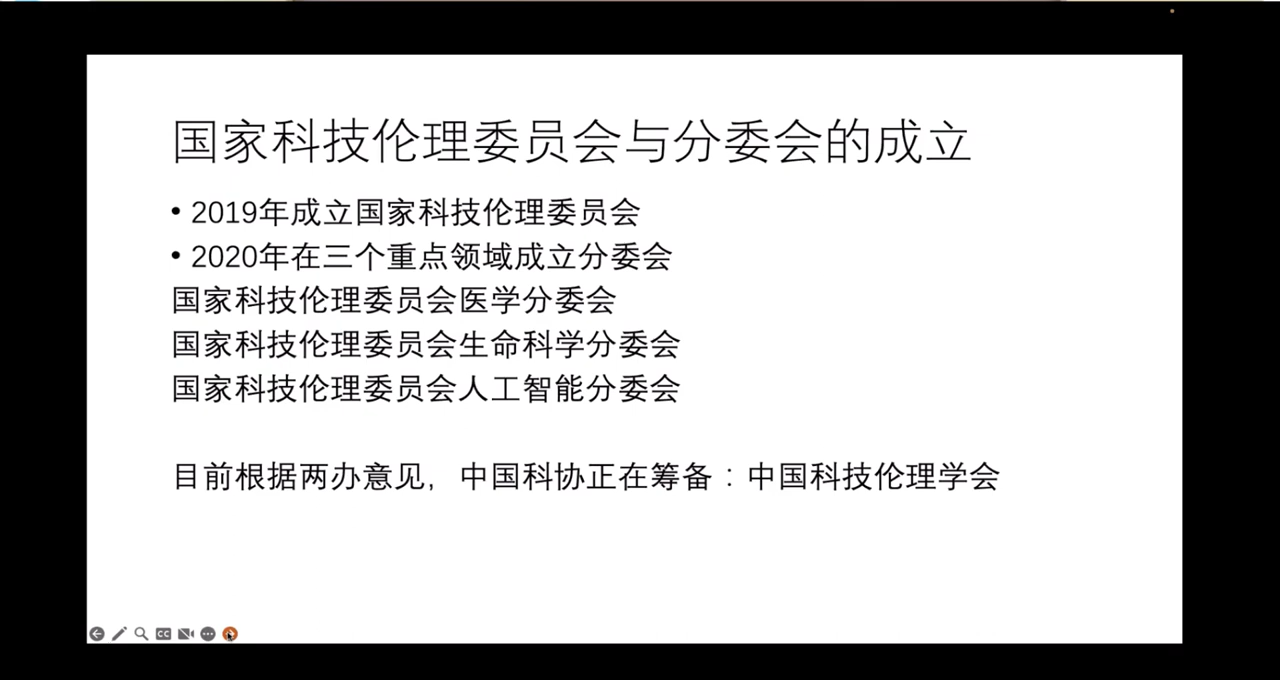 国家科技伦理委员会与分委会的成立
• 2019年成立国家科技伦理委员会
• 2020年在三个重点领域成立分委会
国家科技伦理委员会医学分委会
国家科技伦理委员会生命科学分委会
国家科技伦理委员会人工智能分委会
目前根据两办意见，中国科协正在筹备：中国科技伦理学会
CC